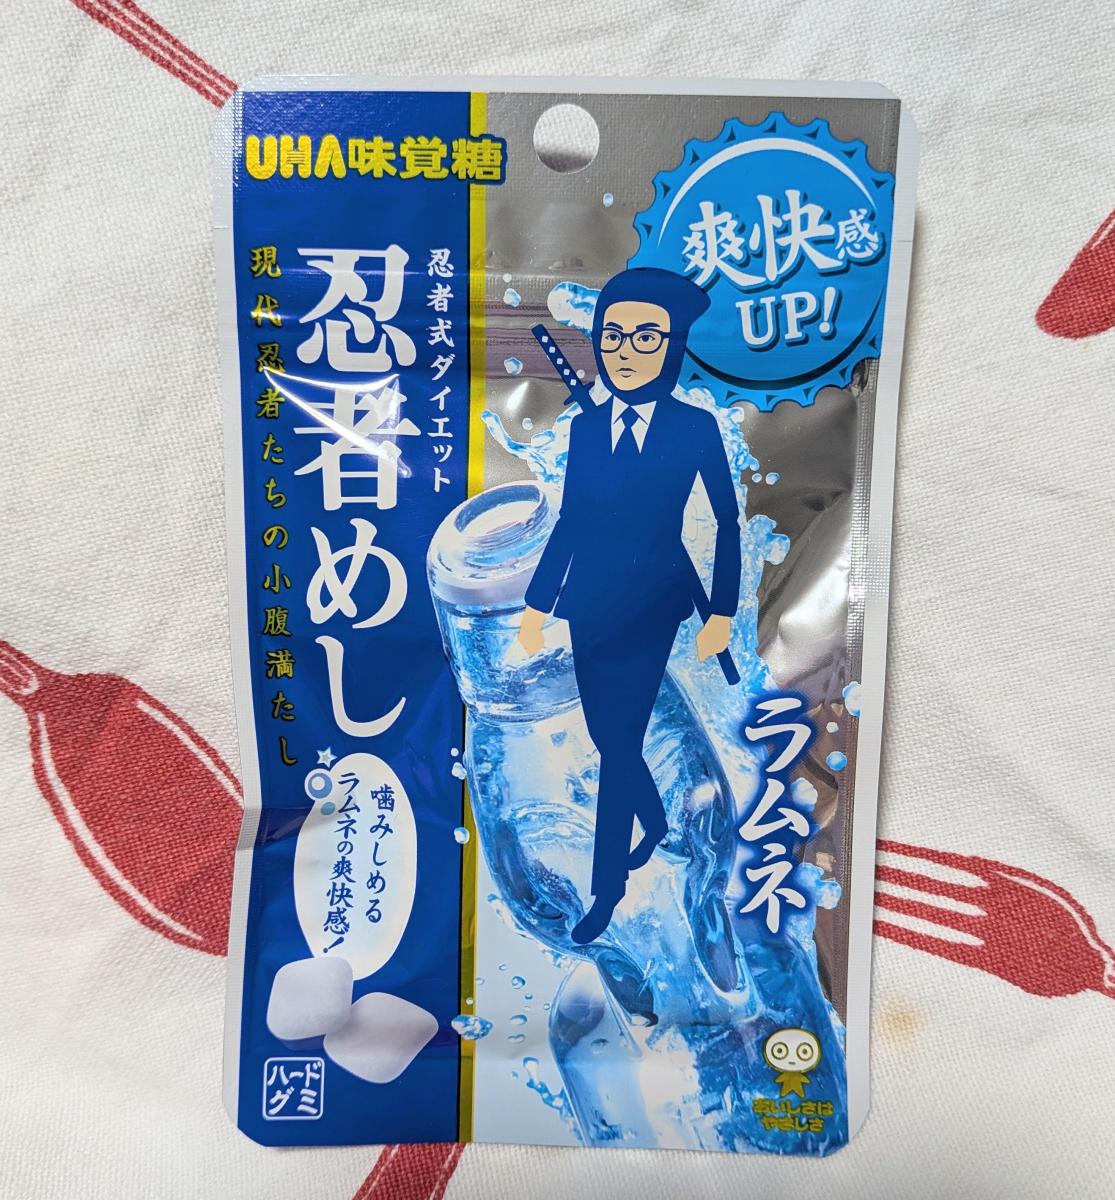 UHA味覚糖
爽快感
UP!
忍者式ダイエット
忍者めし
現代忍者たちの小腹満たし
ラムネ
噛みしめる
ラムネの爽快感!
ハード
グミ
おいしさは
やさしさ